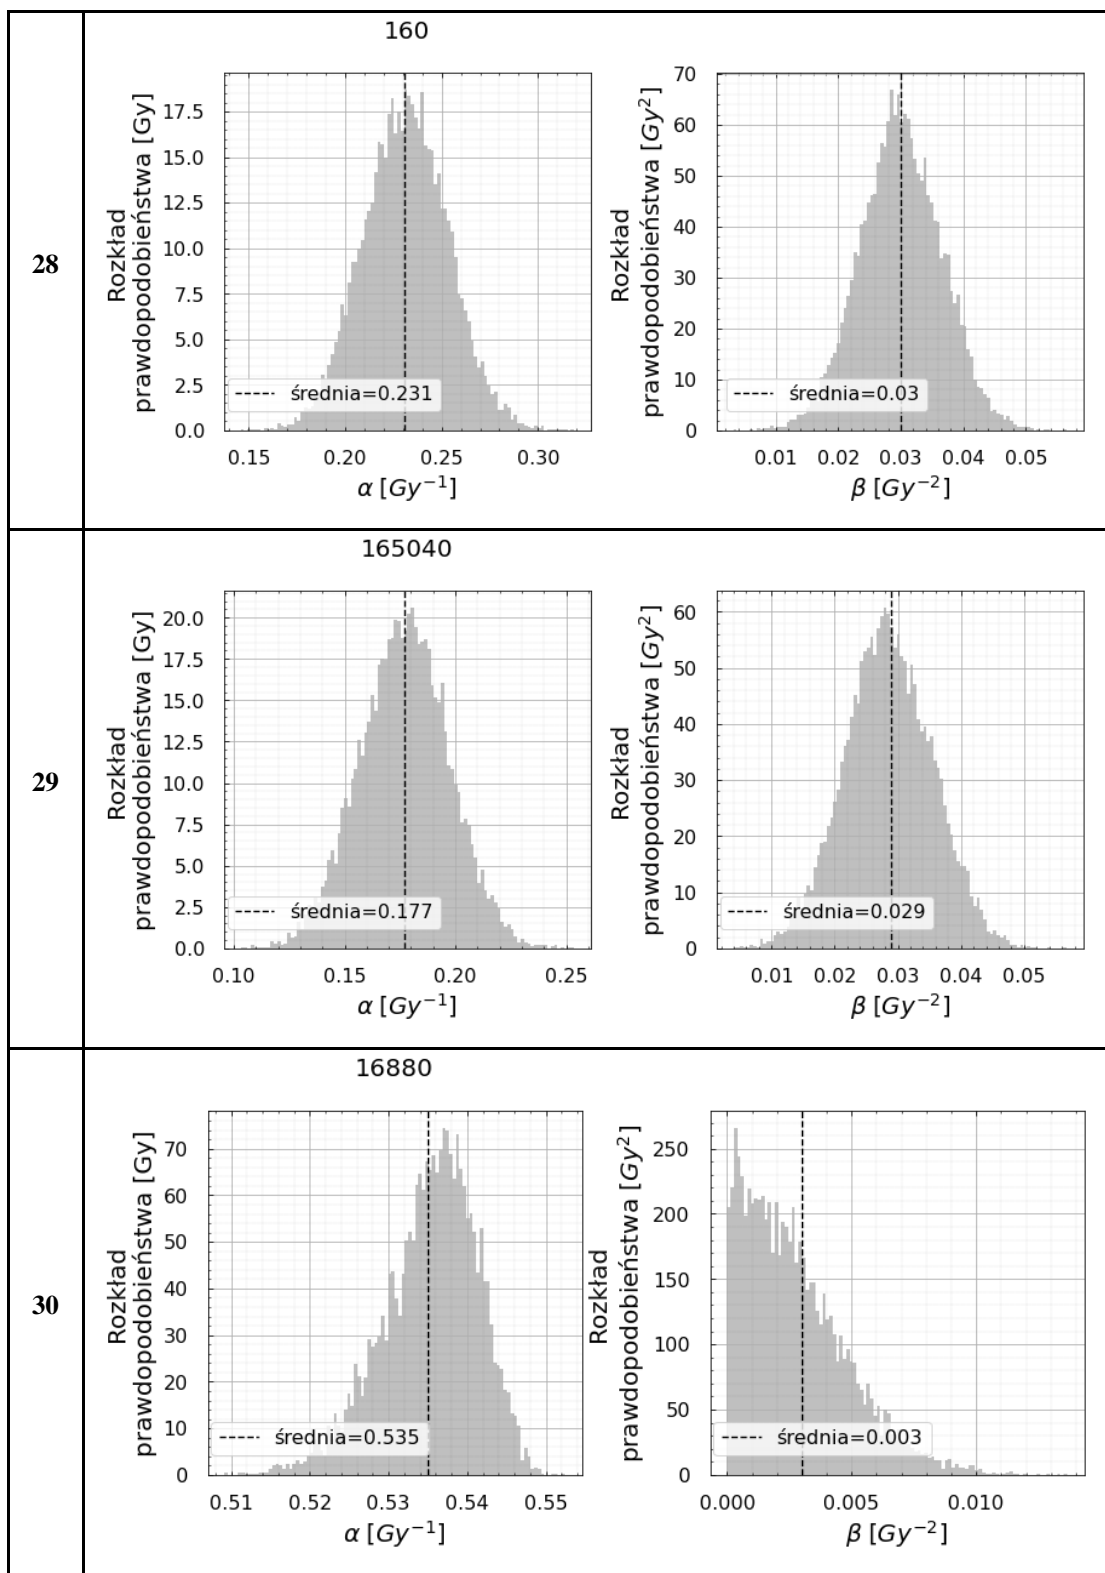 28
160
Rozkład
prawdopodobieństwa [Gy]
17.5
15.0
12.5
10.0
7.5
5.0
2.5
0.0
średnia=0.231
0.15 0.20 0.25 0.30
α [Gy⁻¹]
Rozkład
prawdopodobieństwa [Gy²]
70
60
50
40
30
20
10
0
średnia=0.03
0.01 0.02 0.03 0.04 0.05
β [Gy⁻²]
29
165040
Rozkład
prawdopodobieństwa [Gy]
20.0
17.5
15.0
12.5
10.0
7.5
5.0
2.5
0.0
średnia=0.177
0.10 0.15 0.20 0.25
α [Gy⁻¹]
Rozkład
prawdopodobieństwa [Gy²]
60
50
40
30
20
10
0
średnia=0.029
0.01 0.02 0.03 0.04 0.05
β [Gy⁻²]
30
16880
Rozkład
prawdopodobieństwa [Gy]
70
60
50
40
30
20
10
0
średnia=0.535
0.51 0.52 0.53 0.54 0.55
α [Gy⁻¹]
Rozkład
prawdopodobieństwa [Gy²]
250
200
150
100
50
0
średnia=0.003
0.000 0.005 0.010
β [Gy⁻²]